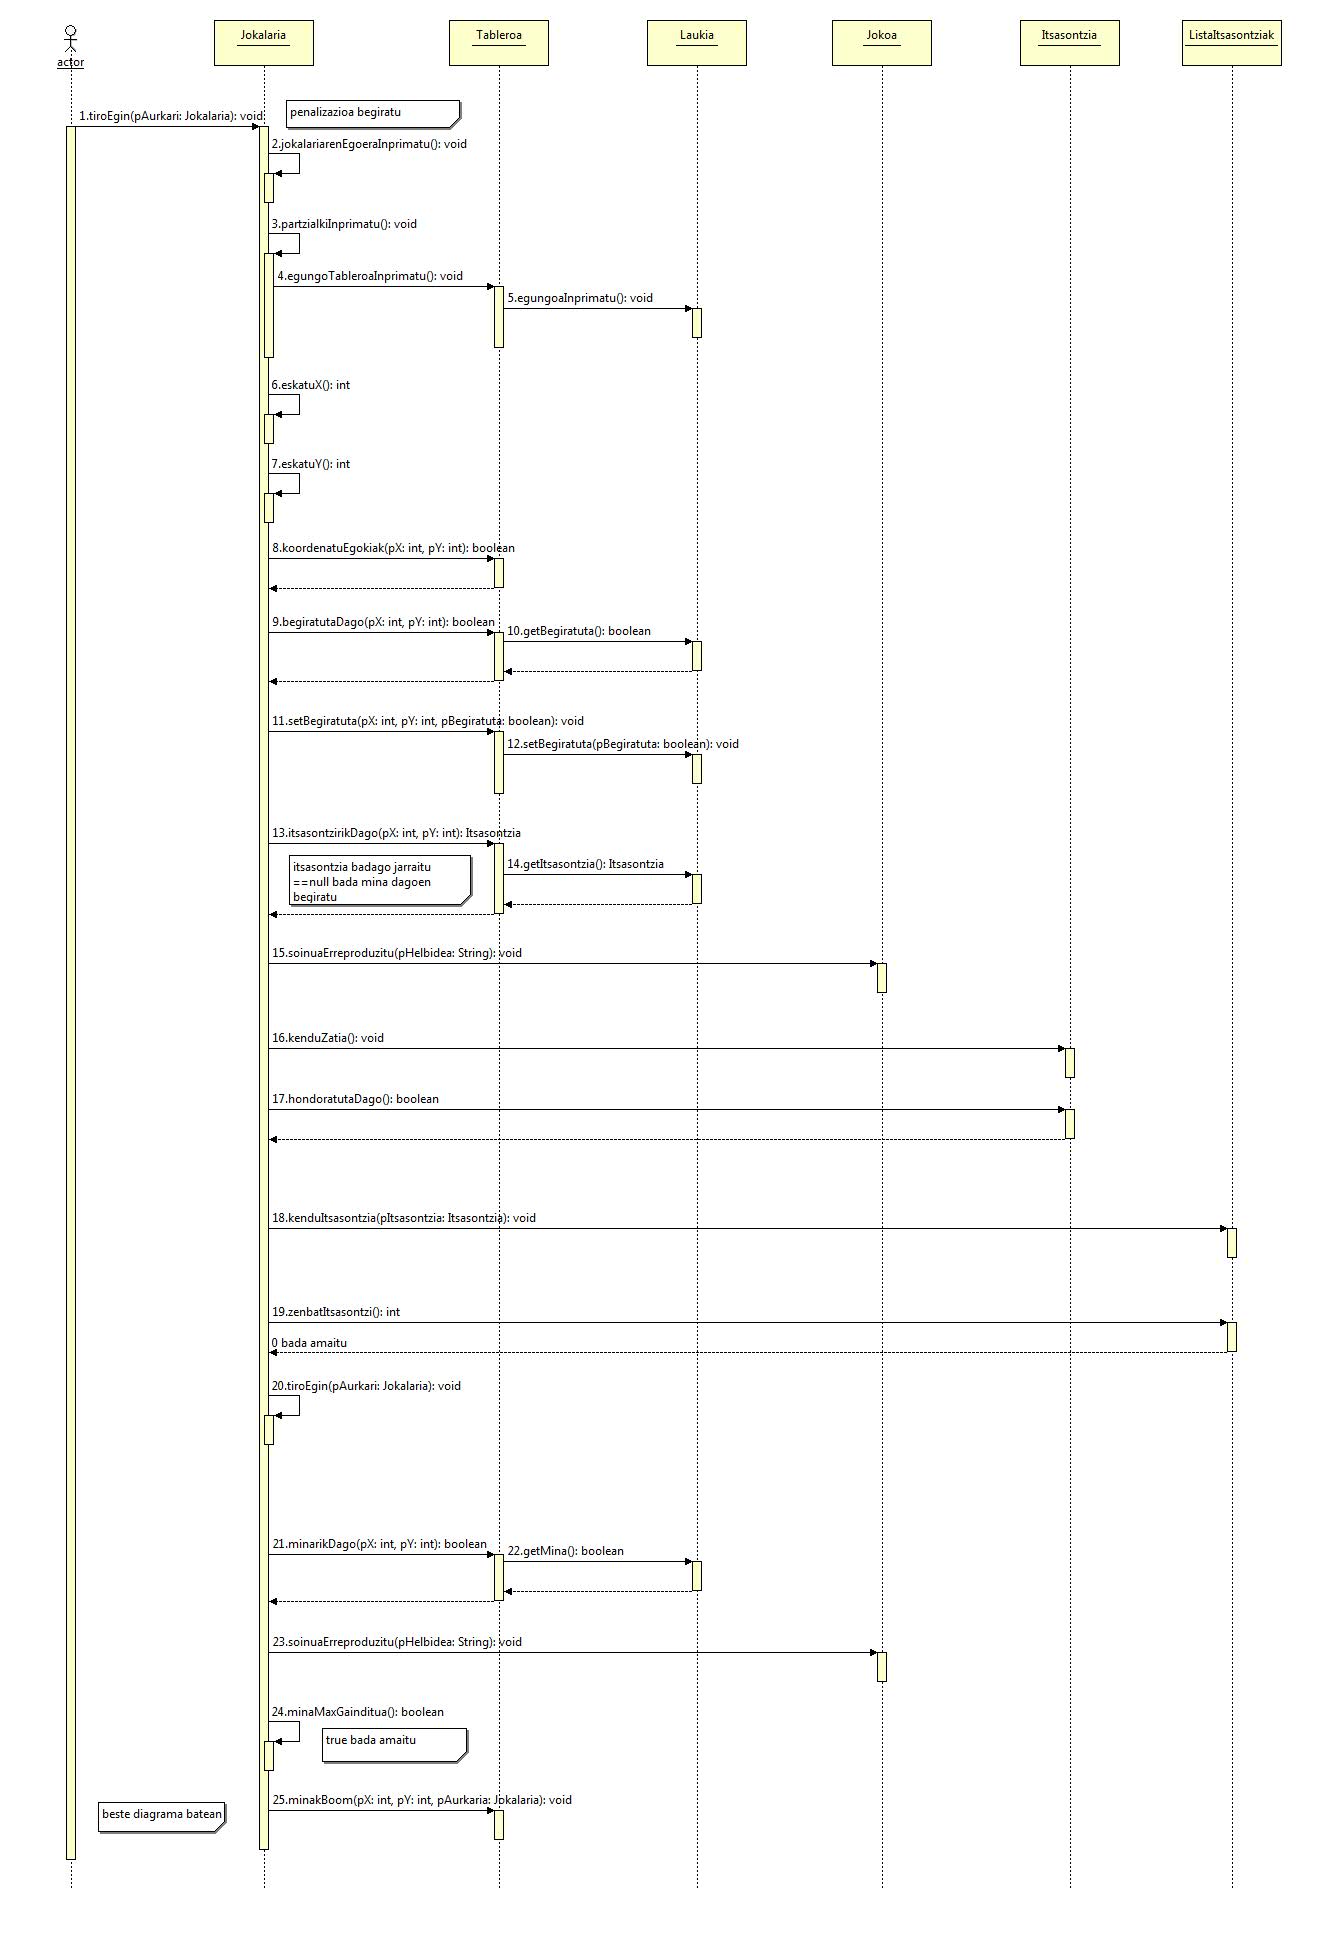 actor
Jokalaria
Tableroa
Laukia
Jokoa
Itsasontzia
ListaItsasontziak
penalizazioa begiratu
1.tiroEgin(pAurkari: Jokalaria): void
2.jokalariarenEgoeraInprimatu(): void
3.partzialkiInprimatu(): void
4.egungoTableroaInprimatu(): void
5.egungoaInprimatu(): void
6.eskatuX(): int
7.eskatuY(): int
8.koordenatuEgokiak(pX: int, pY: int): boolean
9.begiratutaDago(pX: int, pY: int): boolean
10.getBegiratuta(): boolean
11.setBegiratuta(pX: int, pY: int, pBegiratuta: boolean): void
12.setBegiratuta(pBegiratuta: boolean): void
13.itsasontzirikDago(pX: int, pY: int): Itsasontzia
itsasontzia badago jarraitu
==null bada mina dagoen
begiratu
14.getItsasontzia(): Itsasontzia
15.soinuaErreproduzitu(pHelbidea: String): void
16.kenduZatia(): void
17.hondoratutaDago(): boolean
18.kenduItsasontzia(pItsasontzia: Itsasontzia): void
19.zenbatItsasontzi(): int
0 bada amaitu
20.tiroEgin(pAurkari: Jokalaria): void
21.minarikDago(pX: int, pY: int): boolean
22.getMina(): boolean
23.soinuaErreproduzitu(pHelbidea: String): void
24.minaMaxGainditua(): boolean
true bada amaitu
25.minakBoom(pX: int, pY: int, pAurkaria: Jokalaria): void
beste diagrama batean